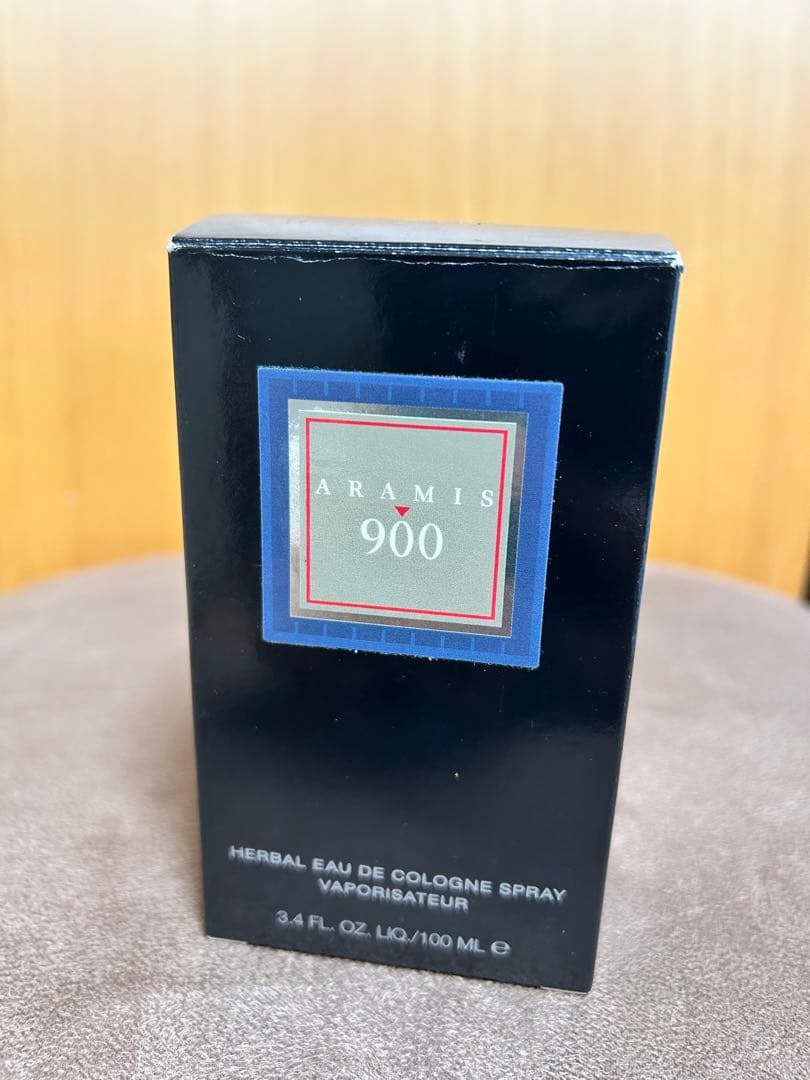 ARAMIS
900
HERBAL EAU DE COLOGNE SPRAY
VAPORISATEUR
3.4 FL. OZ. LIQ./100 ML ℮